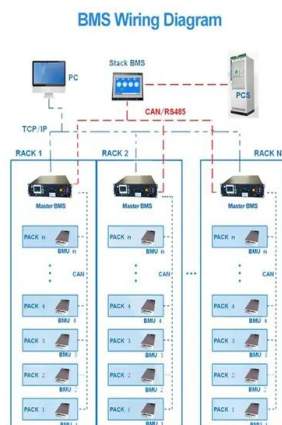 BMS Wiring Diagram
Stack BMS
PC
PCS
CAN/RS485
TCP/IP
RACK 1
RACK 2
RACK N
Master BMS
Master BMS
Master BMS
PACK n
PACK n
PACK n
BMU n
BMU n
BMU n
CAN
CAN
CAN
PACK 4
PACK 4
PACK 4
BMU 4
BMU 4
BMU 4
PACK 3
PACK 3
PACK 3
BMU 3
BMU 3
BMU 3
PACK 2
PACK 2
PACK 2
BMU 2
BMU 2
BMU 2
PACK 1
PACK 1
PACK 1
BMU
BMU
BMU